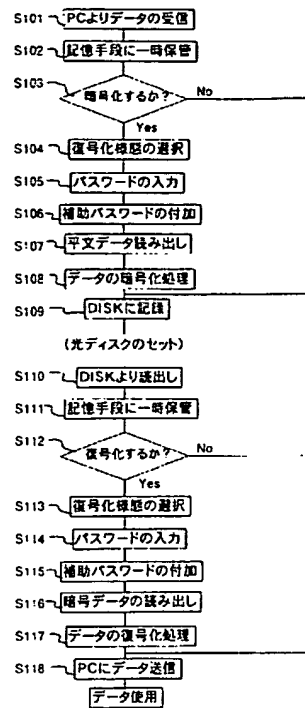 S101 PCよりデータの受信
S102 記憶手段に一時保管
S103 暗号化するか? No
Yes
S104 復号化様態の選択
S105 パスワードの入力
S106 補助パスワードの付加
S107 平文データ読み出し
S108 データの暗号化処理
S109 DISKに記録
(光ディスクのセット)
S110 DISKより読出し
S111 記憶手段に一時保管
S112 復号化するか? No
Yes
S113 復号化様態の選択
S114 パスワードの入力
S115 補助パスワードの付加
S116 暗号データの読み出し
S117 データの復号化処理
S118 PCにデータ送信
データ使用